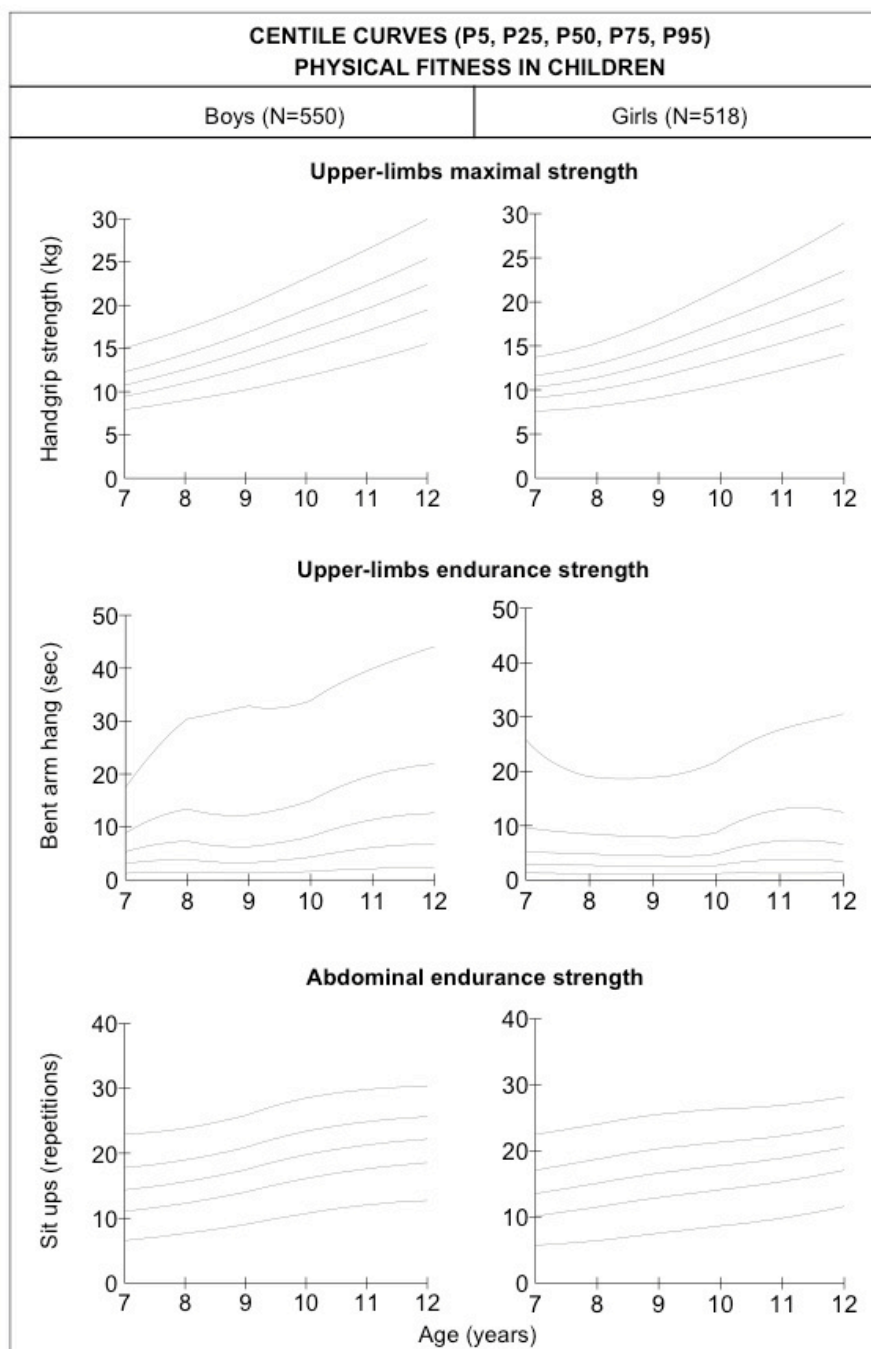 CENTILE CURVES (P5, P25, P50, P75, P95)
PHYSICAL FITNESS IN CHILDREN
Boys (N=550)
Girls (N=518)
Upper-limbs maximal strength
Handgrip strength (kg)
30
25
20
15
10
5
0
7 8 9 10 11 12
30
25
20
15
10
5
0
7 8 9 10 11 12
Upper-limbs endurance strength
Bent arm hang (sec)
50
40
30
20
10
0
7 8 9 10 11 12
50
40
30
20
10
0
7 8 9 10 11 12
Abdominal endurance strength
Sit ups (repetitions)
40
30
20
10
0
7 8 9 10 11 12
40
30
20
10
0
7 8 9 10 11 12
Age (years)